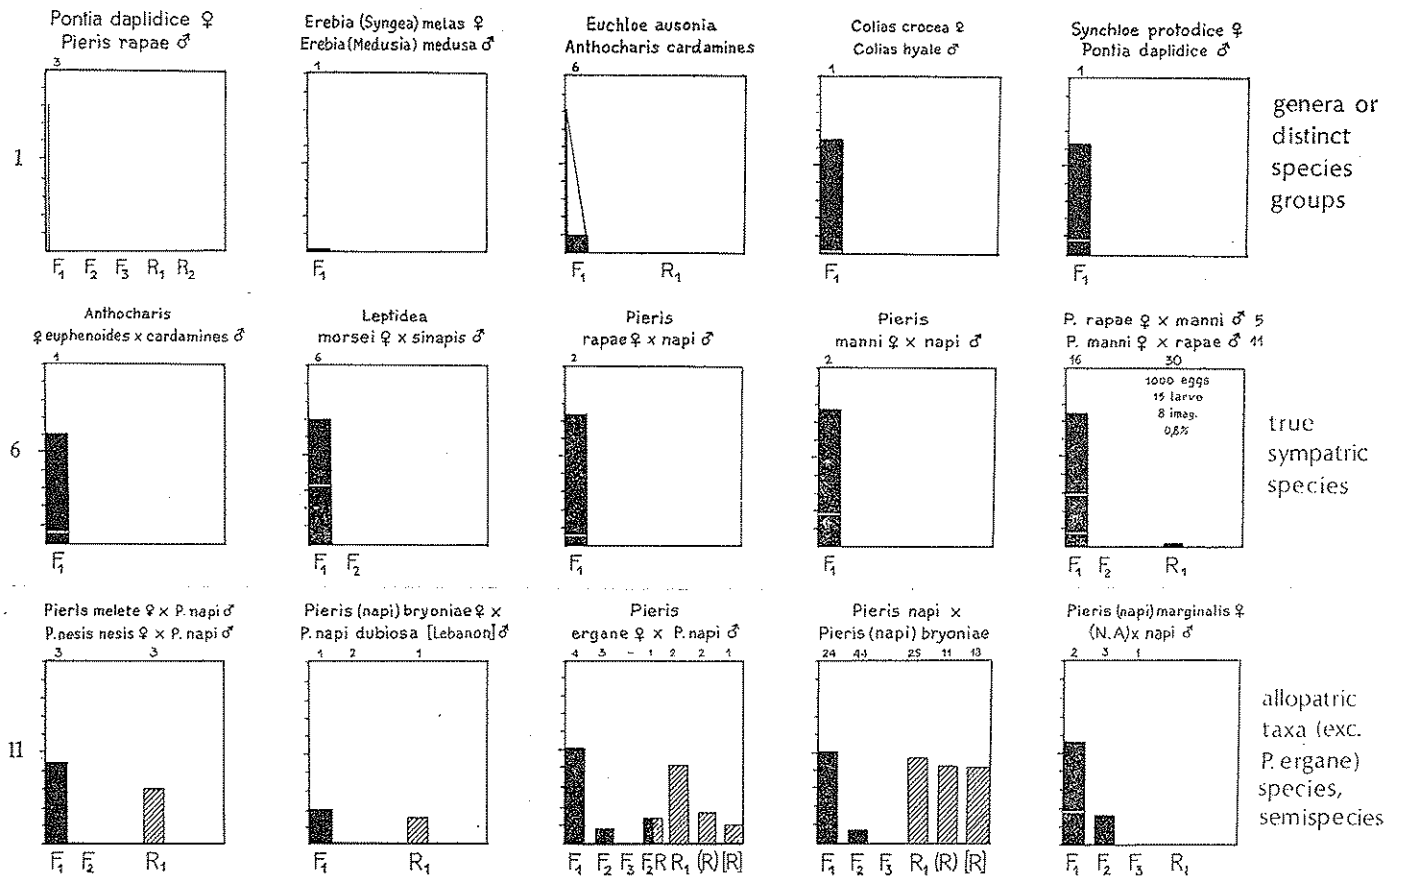 Pontia daplidice ♀
Pieris rapae ♂
3
F₁ F₂ F₃ R₁ R₂
Erebia (Syngea) melas ♀
Erebia (Medusia) medusa ♂
1
F₁
Euchloe ausonia
Anthocharis cardamines
6
F₁ R₁
Colias crocea ♀
Colias hyale ♂
1
F₁
Synchloe protodice ♀
Pontia daplidice ♂
1
F₁
1
genera or
distinct
species
groups
Anthocharis
♀ euphenoides x cardamines ♂
1
F₁
Leptidea
morsei ♀ x sinapis ♂
6
F₁ F₂
Pieris
rapae ♀ x napi ♂
2
F₁
Pieris
manni ♀ x napi ♂
2
F₁
P. rapae ♀ x manni ♂ 5
P. manni ♀ x rapae ♂ 11
16 30
1000 eggs
15 larvo
8 imag.
0,8%
F₁ F₂ R₁
6
true
sympatric
species
Pieris melete ♀ x P. napi ♂
P. nesis nesis ♀ x P. napi ♂
3 3
F₁ F₂ R₁
Pieris (napi) bryoniae ♀ x
P. napi dubiosa [Lebanon] ♂
1 2 1
F₁ R₁
Pieris
ergane ♀ x P. napi ♂
4 3 – 1 2 2 1
F₁ F₂ F₃ F₂R R₁ (R) [R]
Pieris napi x
Pieris (napi) bryoniae
24 25 11 13
F₁ F₂ F₃ R₁ (R) [R]
Pieris (napi) marginalis ♀
(N.A) x napi ♂
2 3 1
F₁ F₂ F₃ R₁
11
allopatric
taxa (exc.
P. ergane)
species,
semispecies